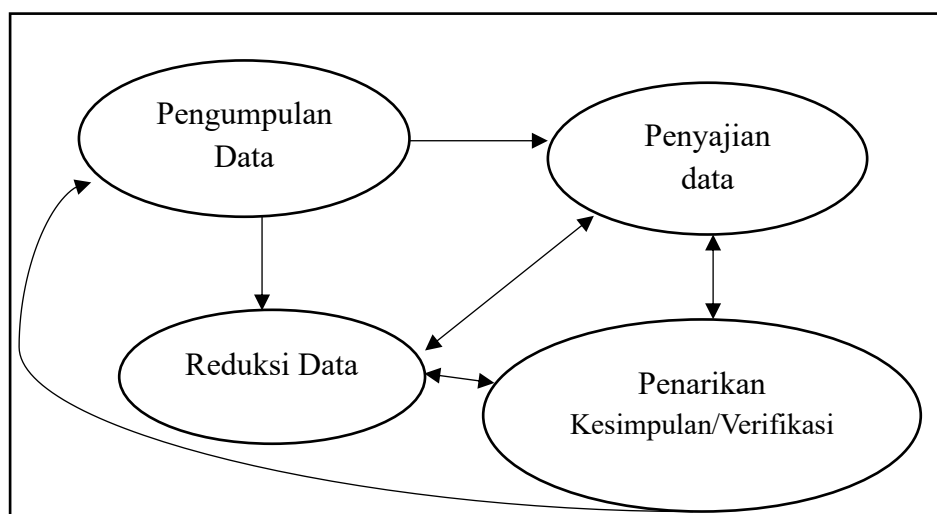 Pengumpulan
Data
Penyajian
data
Reduksi Data
Penarikan
Kesimpulan/Verifikasi